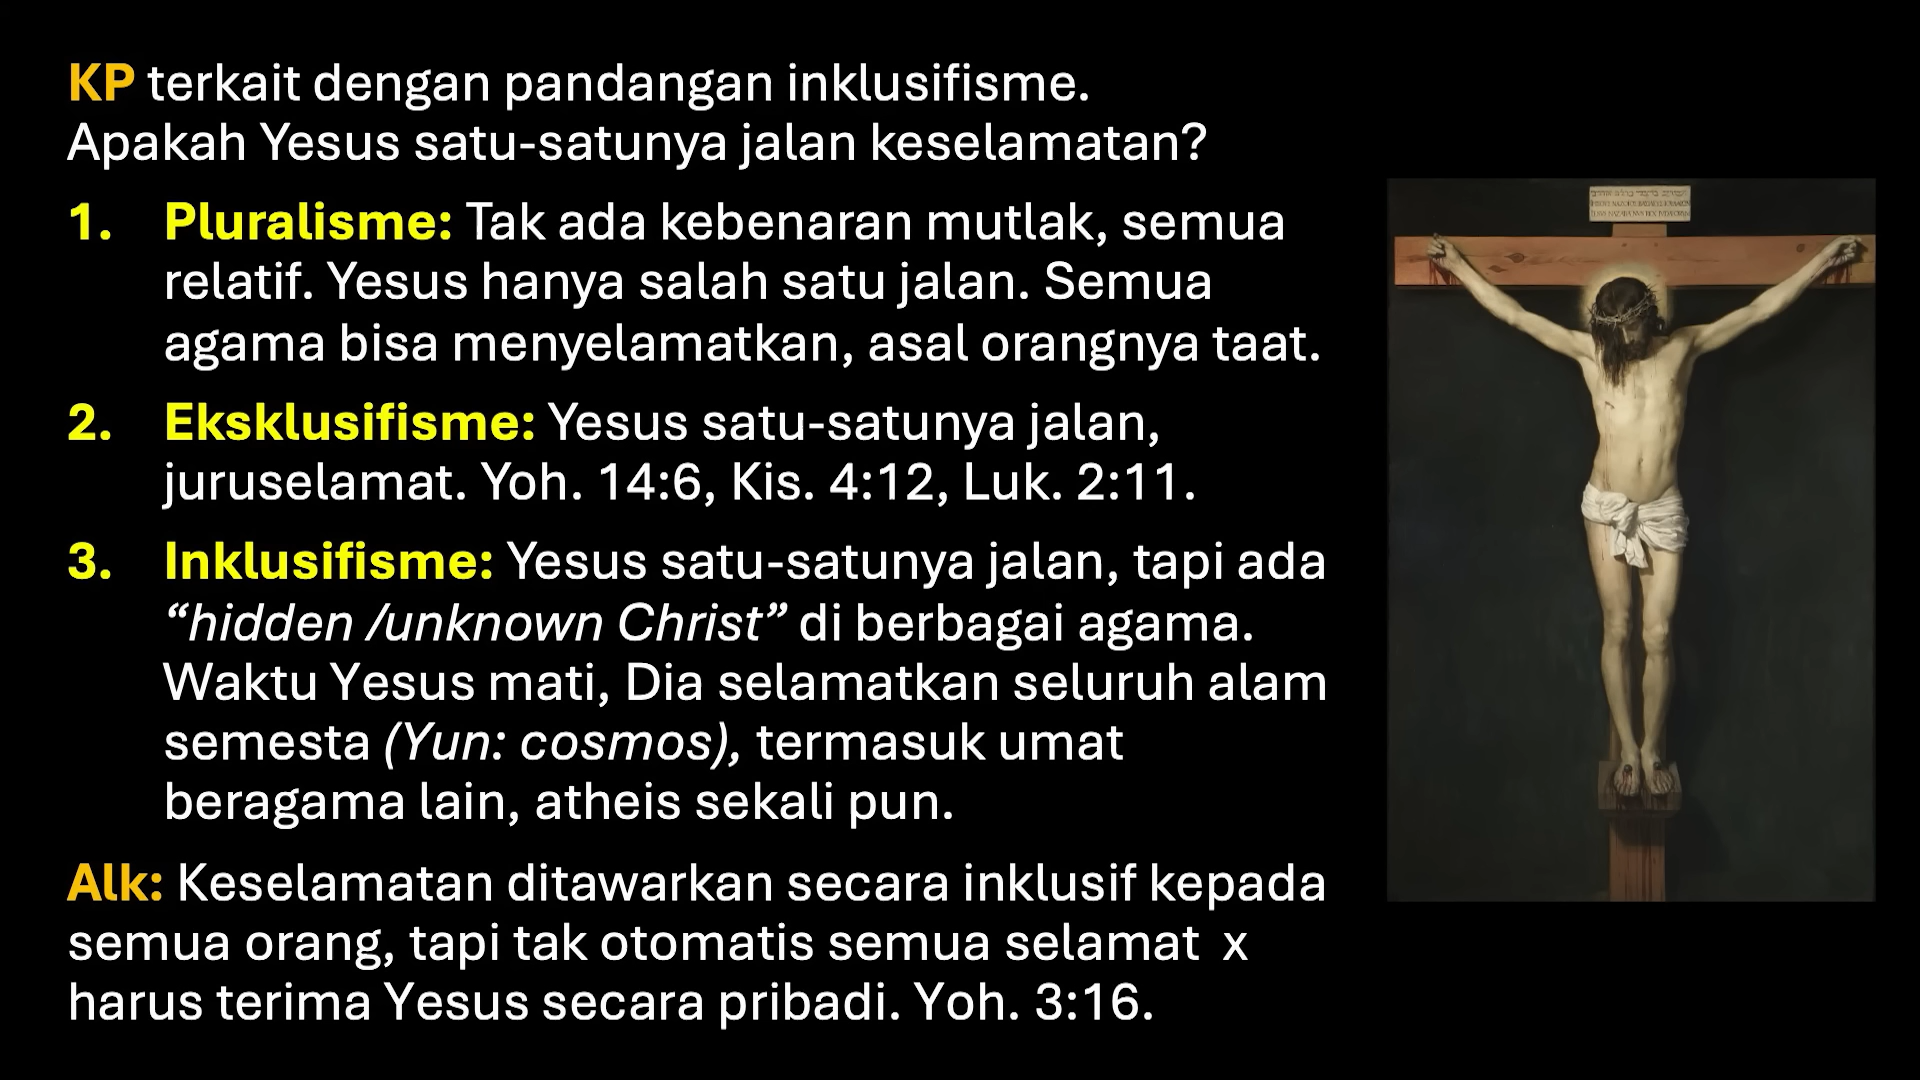 KP terkait dengan pandangan inklusifisme.
Apakah Yesus satu-satunya jalan keselamatan?
1. Pluralisme: Tak ada kebenaran mutlak, semua
relatif. Yesus hanya salah satu jalan. Semua
agama bisa menyelamatkan, asal orangnya taat.
2. Eksklusifisme: Yesus satu-satunya jalan,
juruselamat. Yoh. 14:6, Kis. 4:12, Luk. 2:11.
3. Inklusifisme: Yesus satu-satunya jalan, tapi ada
“hidden /unknown Christ” di berbagai agama.
Waktu Yesus mati, Dia selamatkan seluruh alam
semesta (Yun: cosmos), termasuk umat
beragama lain, atheis sekali pun.
Alk: Keselamatan ditawarkan secara inklusif kepada
semua orang, tapi tak otomatis semua selamat x
harus terima Yesus secara pribadi. Yoh. 3:16.